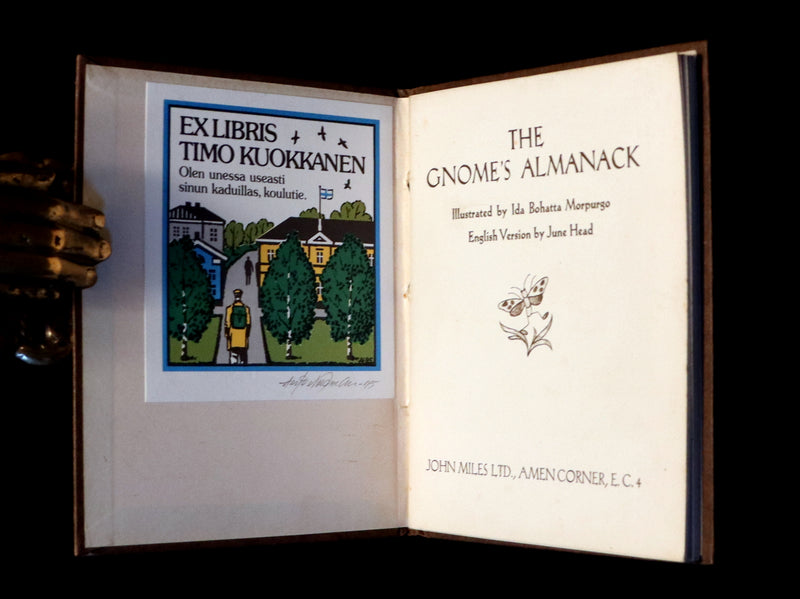 EX LIBRIS
TIMO KUOKKANEN
Olen unessa useasti
sinun kaduillas, koulutie.
THE
GNOME'S ALMANACK
Illustrated by Ida Bohatta Morpurgo
English Version by June Head
JOHN MILES LTD., AMEN CORNER, E. C. 4